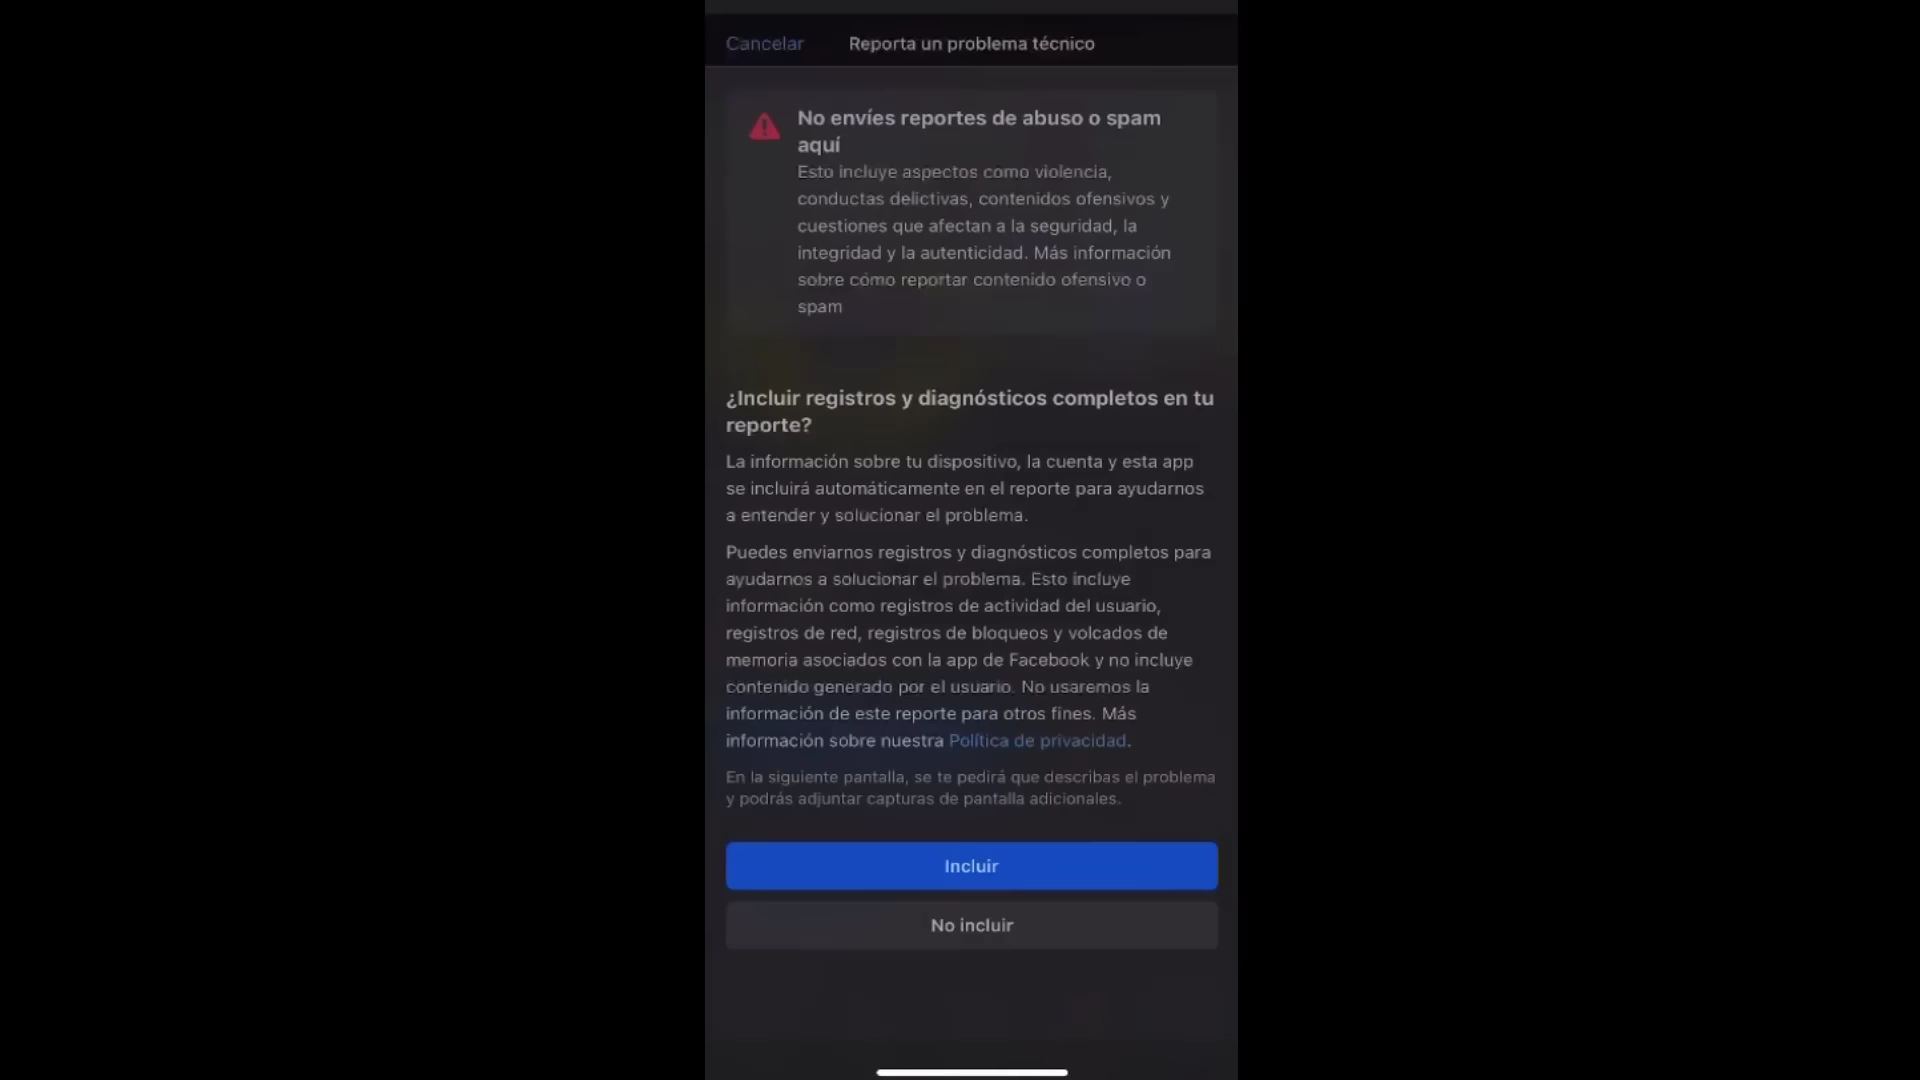 Cancelar
Reporta un problema técnico
No envíes reportes de abuso o spam
aquí
Esto incluye aspectos como violencia,
conductas delictivas, contenidos ofensivos y
cuestiones que afectan a la seguridad, la
integridad y la autenticidad. Más información
sobre cómo reportar contenido ofensivo o
spam
¿Incluir registros y diagnósticos completos en tu
reporte?
La información sobre tu dispositivo, la cuenta y esta app
se incluirá automáticamente en el reporte para ayudarnos
a entender y solucionar el problema.
Puedes enviarnos registros y diagnósticos completos para
ayudarnos a solucionar el problema. Esto incluye
información como registros de actividad del usuario,
registros de red, registros de bloqueos y volcados de
memoria asociados con la app de Facebook y no incluye
contenido generado por el usuario. No usaremos la
información de este reporte para otros fines. Más
información sobre nuestra Política de privacidad.
En la siguiente pantalla, se te pedirá que describas el problema
y podrás adjuntar capturas de pantalla adicionales.
Incluir
No incluir